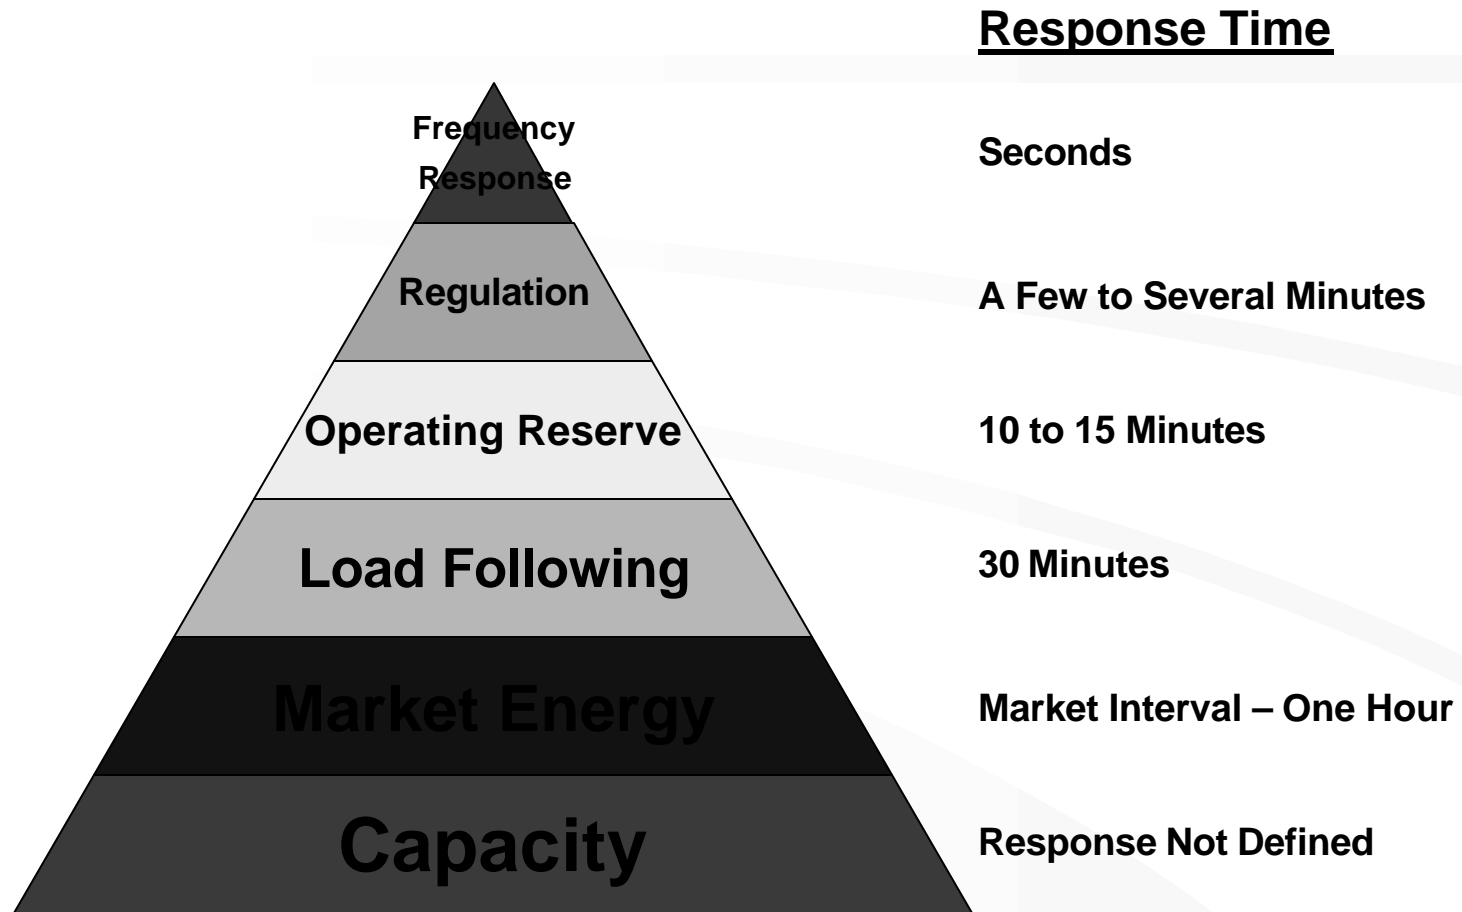 Response Time
Frequency
Response
Seconds
Regulation
A Few to Several Minutes
Operating Reserve
10 to 15 Minutes
Load Following
30 Minutes
Market Energy
Market Interval – One Hour
Capacity
Response Not Defined